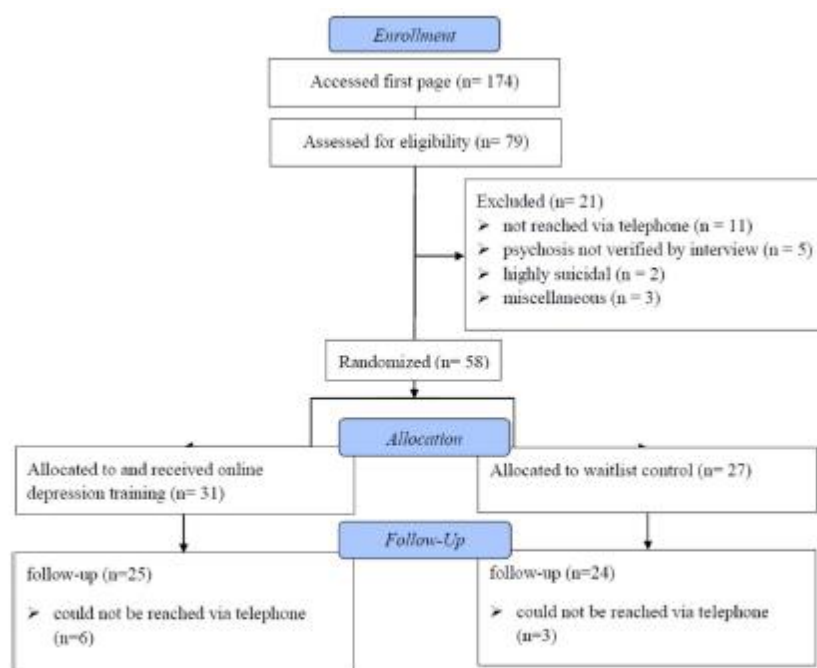 Enrollment
Accessed first page (n= 174)
Assessed for eligibility (n= 79)
Excluded (n= 21)
➢ not reached via telephone (n = 11)
➢ psychosis not verified by interview (n = 5)
➢ highly suicidal (n = 2)
➢ miscellaneous (n = 3)
Randomized (n= 58)
Allocation
Allocated to and received online
depression training (n= 31)
Allocated to waitlist control (n= 27)
Follow-Up
follow-up (n=25)
➢ could not be reached via telephone
(n=6)
follow-up (n=24)
➢ could not be reached via telephone
(n=3)